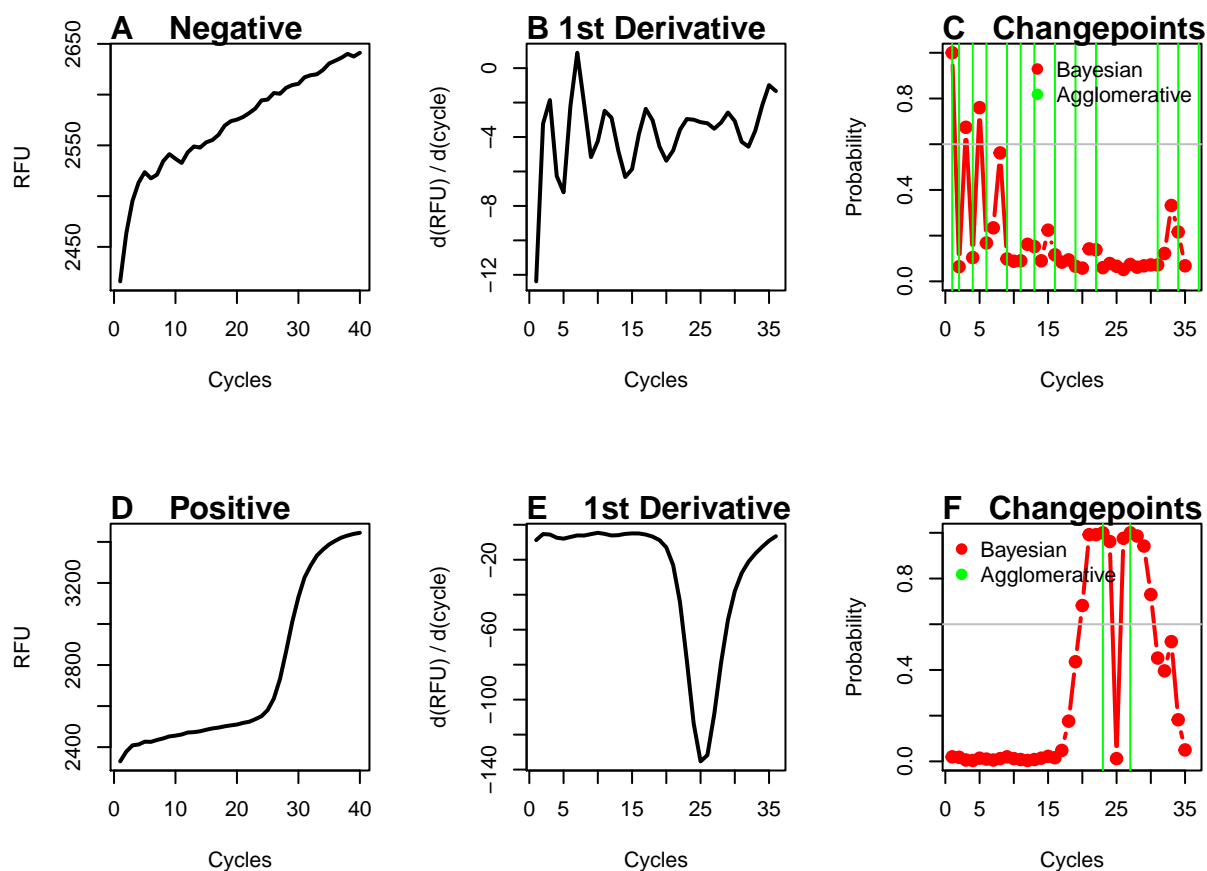 A Negative
2650
2550
2450
RFU
0 10 20 30 40
Cycles
B 1st Derivative
0
−4
−8
−12
d(RFU) / d(cycle)
0 5 15 25 35
Cycles
C Changepoints
Bayesian
Agglomerative
0.8
0.4
0.0
Probability
0 5 15 25 35
Cycles
D Positive
3200
2800
2400
RFU
0 10 20 30 40
Cycles
E 1st Derivative
−20
−60
−100
−140
d(RFU) / d(cycle)
0 5 15 25 35
Cycles
F Changepoints
Bayesian
Agglomerative
0.8
0.4
0.0
Probability
0 5 15 25 35
Cycles